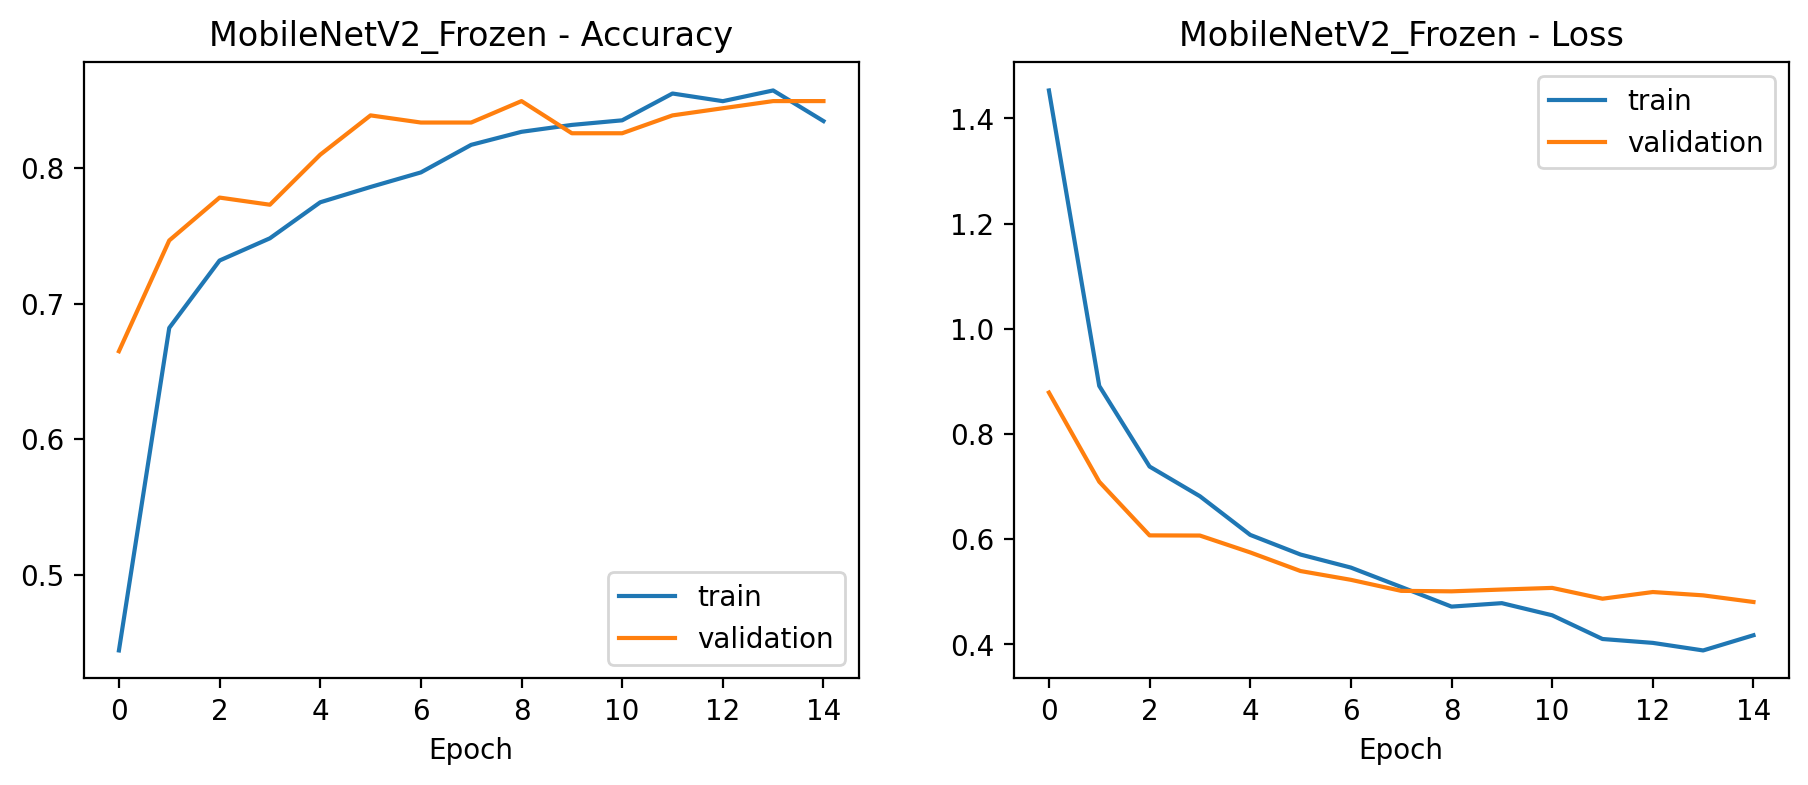 MobileNetV2_Frozen - Accuracy
0.8
0.7
0.6
0.5
train
validation
0 2 4 6 8 10 12 14
Epoch
MobileNetV2_Frozen - Loss
1.4
1.2
1.0
0.8
0.6
0.4
train
validation
0 2 4 6 8 10 12 14
Epoch